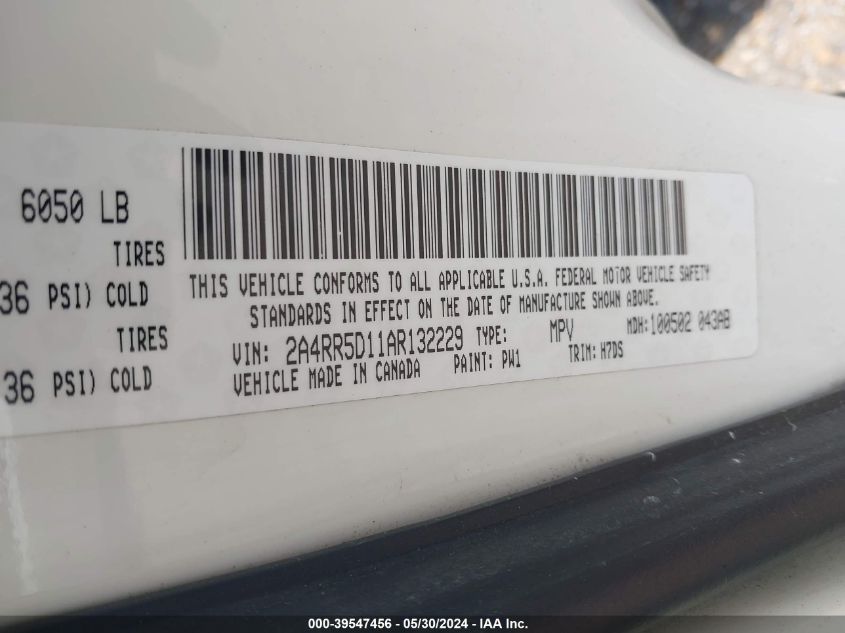 6050 LB
TIRES
36 PSI) COLD
TIRES
36 PSI) COLD
THIS VEHICLE CONFORMS TO ALL APPLICABLE U.S.A. FEDERAL MOTOR VEHICLE SAFETY
STANDARDS IN EFFECT ON THE DATE OF MANUFACTURE SHOWN ABOVE.
VIN: 2A4RR5D11AR132229 TYPE: MPV MDH:100502 043AB
VEHICLE MADE IN CANADA PAINT: PW1 TRIM: H7DS
000-39547456 - 05/30/2024 - IAA Inc.